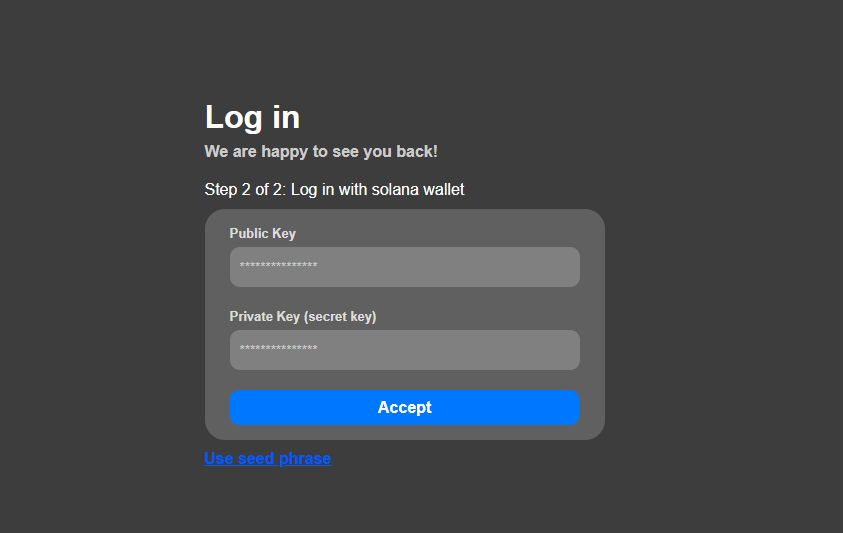 Log in
We are happy to see you back!
Step 2 of 2: Log in with solana wallet
Public Key
***************
Private Key (secret key)
***************
Accept
Use seed phrase